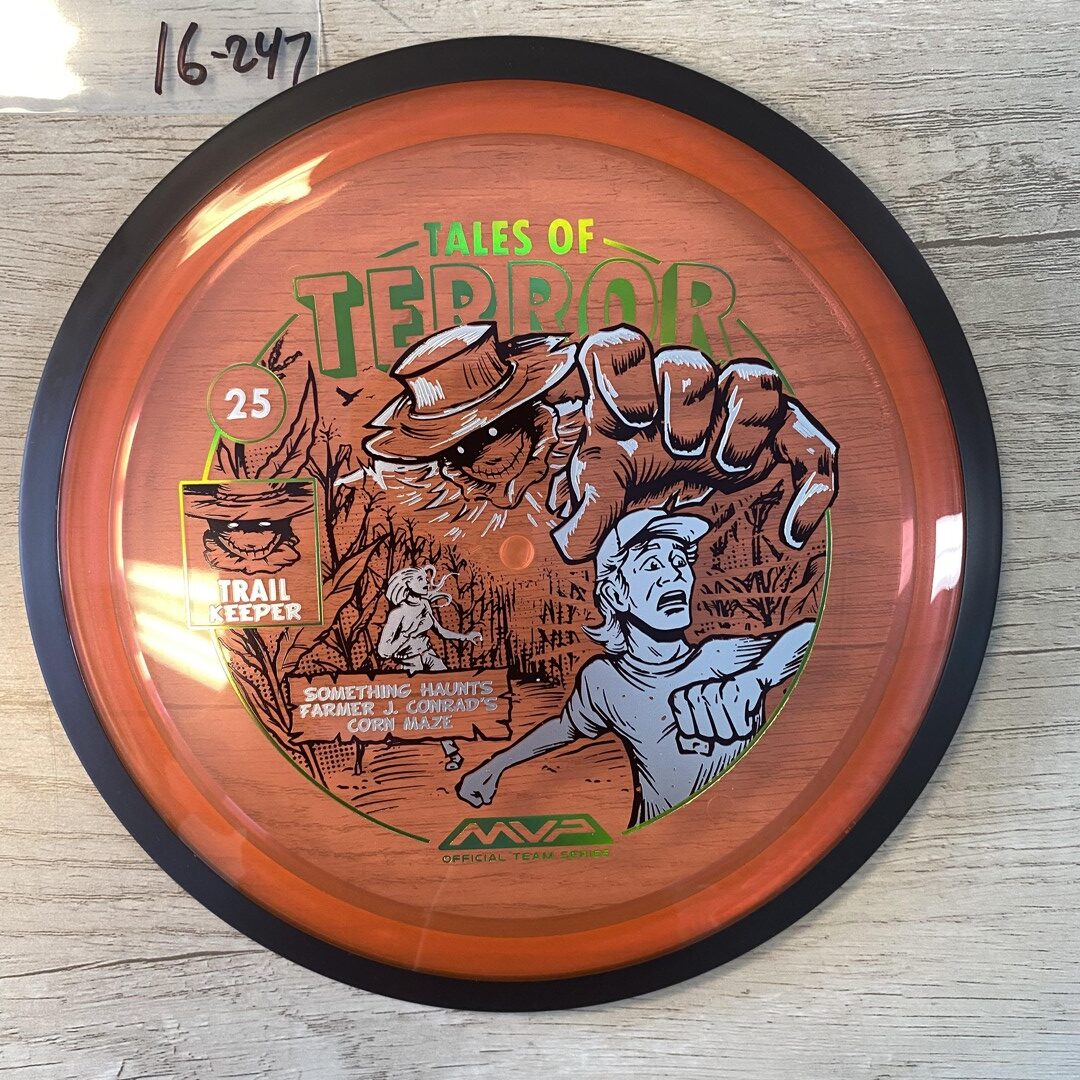 16-247
TALES OF
TERROR
25
TRAIL
KEEPER
SOMETHING HAUNTS
FARMER J. CONRAD'S
CORN MAZE
MVP
OFFICIAL TEAM SERIES